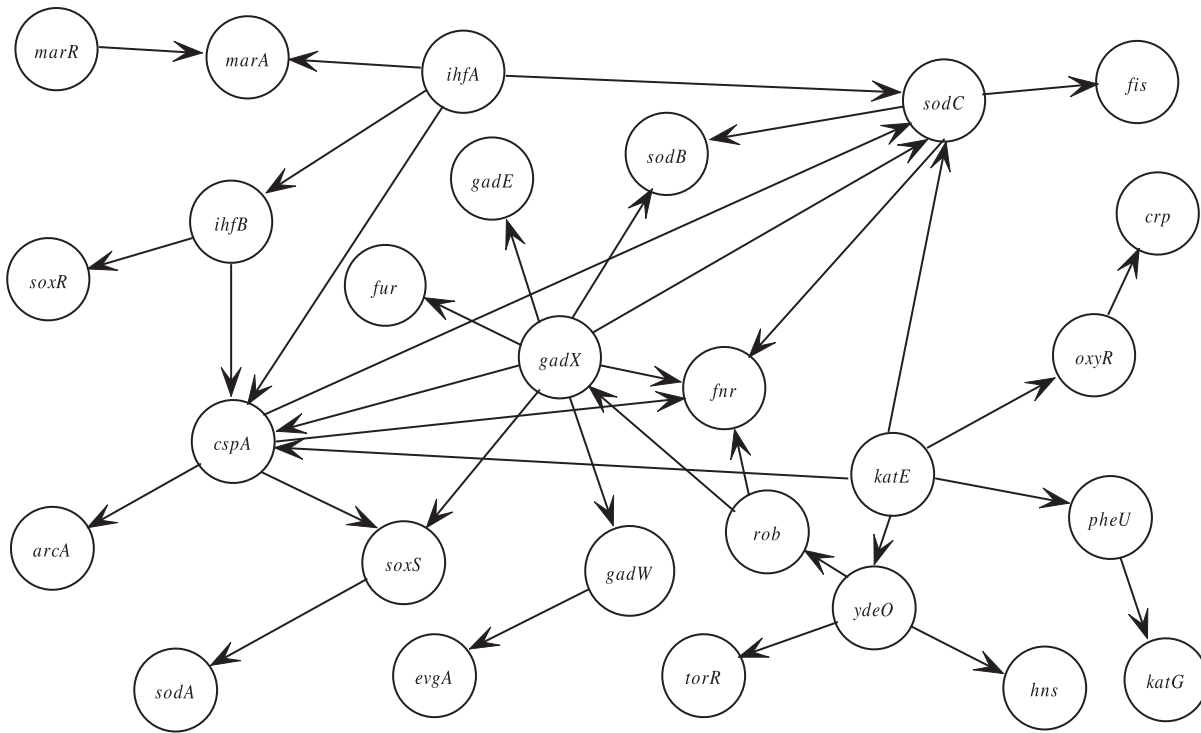 marR
marA
ihfA
sodC
fis
sodB
gadE
crp
ihfB
soxR
fur
gadX
fnr
oxyR
cspA
katE
pheU
rob
arcA
soxS
gadW
ydeO
sodA
evgA
torR
hns
katG